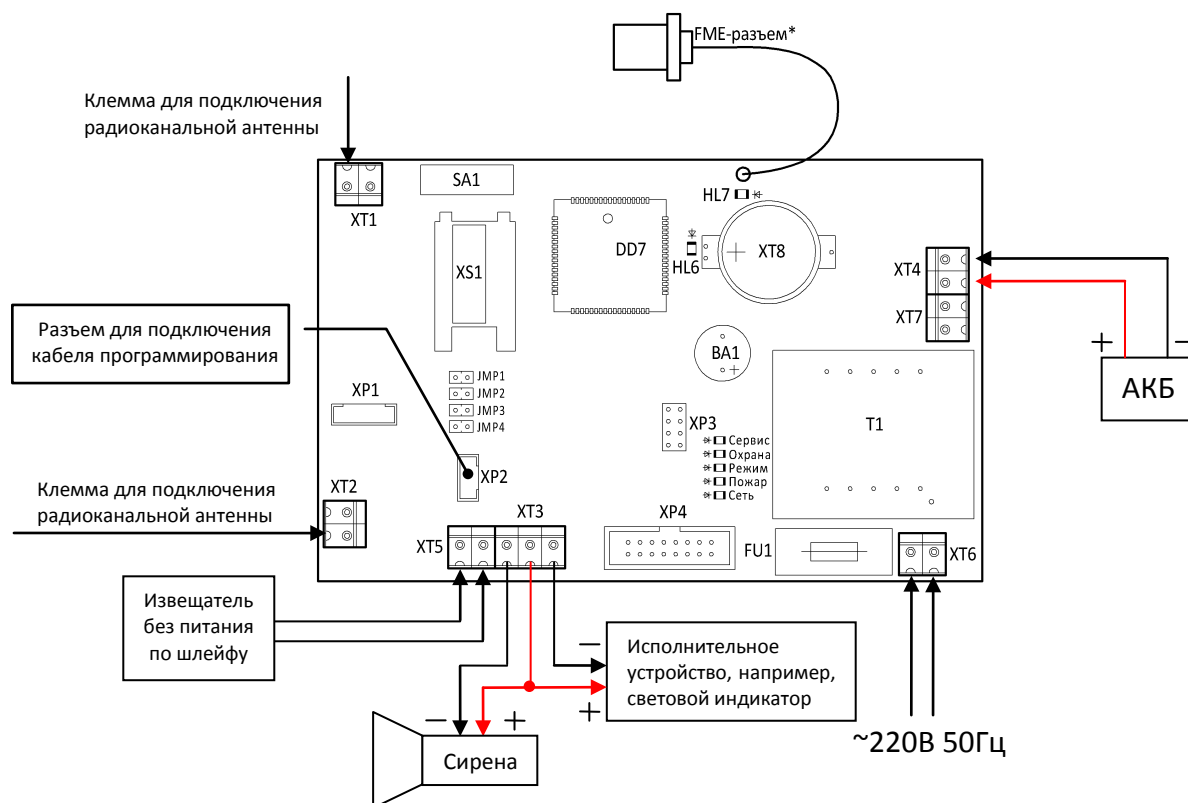 FME-разъем*
Клемма для подключения
радиоканальной антенны
SA1
HL7
XT1
DD7
XT8
XS1
HL6
XT4
XT7
Разъем для подключения
кабеля программирования
BA1
+ −
АКБ
JMP1
JMP2
JMP3
JMP4
XP1
XP3
T1
Сервис
Охрана
Режим
Пожар
Сеть
XP2
Клемма для подключения
радиоканальной антенны
XT2
XT3
XP4
XT5
FU1
XT6
Извещатель
без питания
по шлейфу
−
+
Исполнительное
устройство, например,
световой индикатор
− +
Сирена
~220В 50Гц